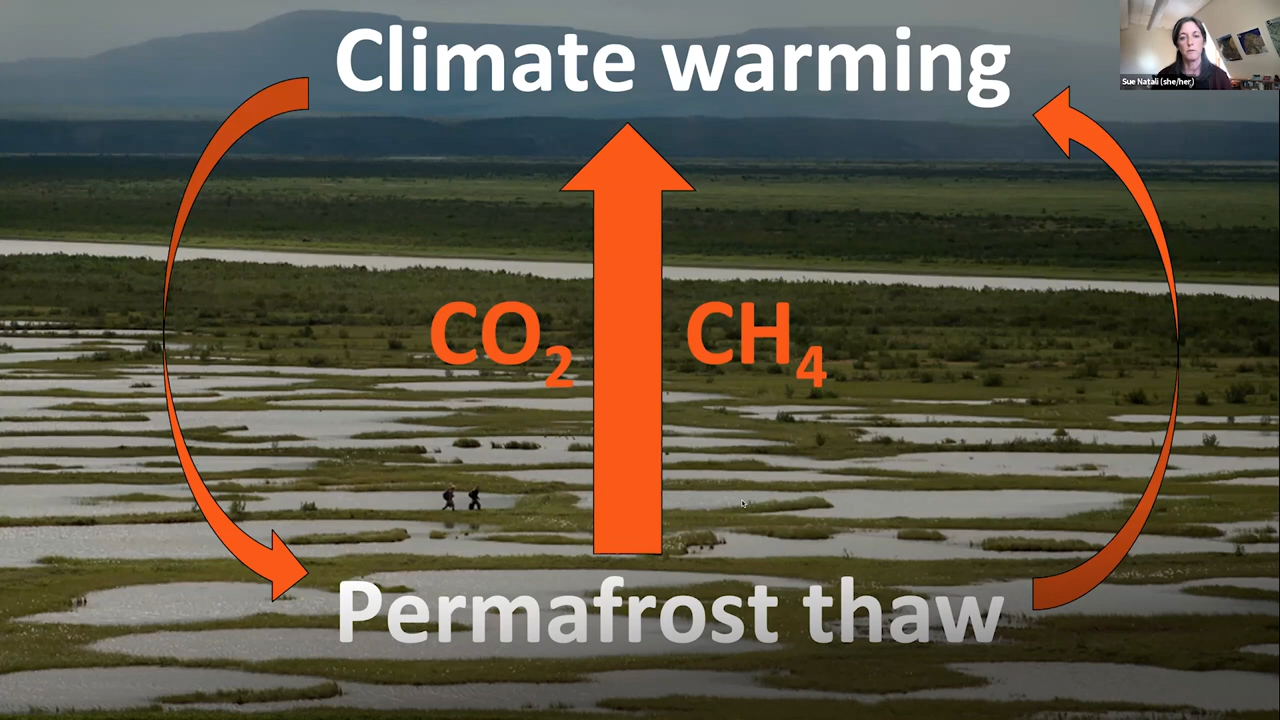 Climate warming
Sue Natali (she/her)
CO₂ CH₄
Permafrost thaw